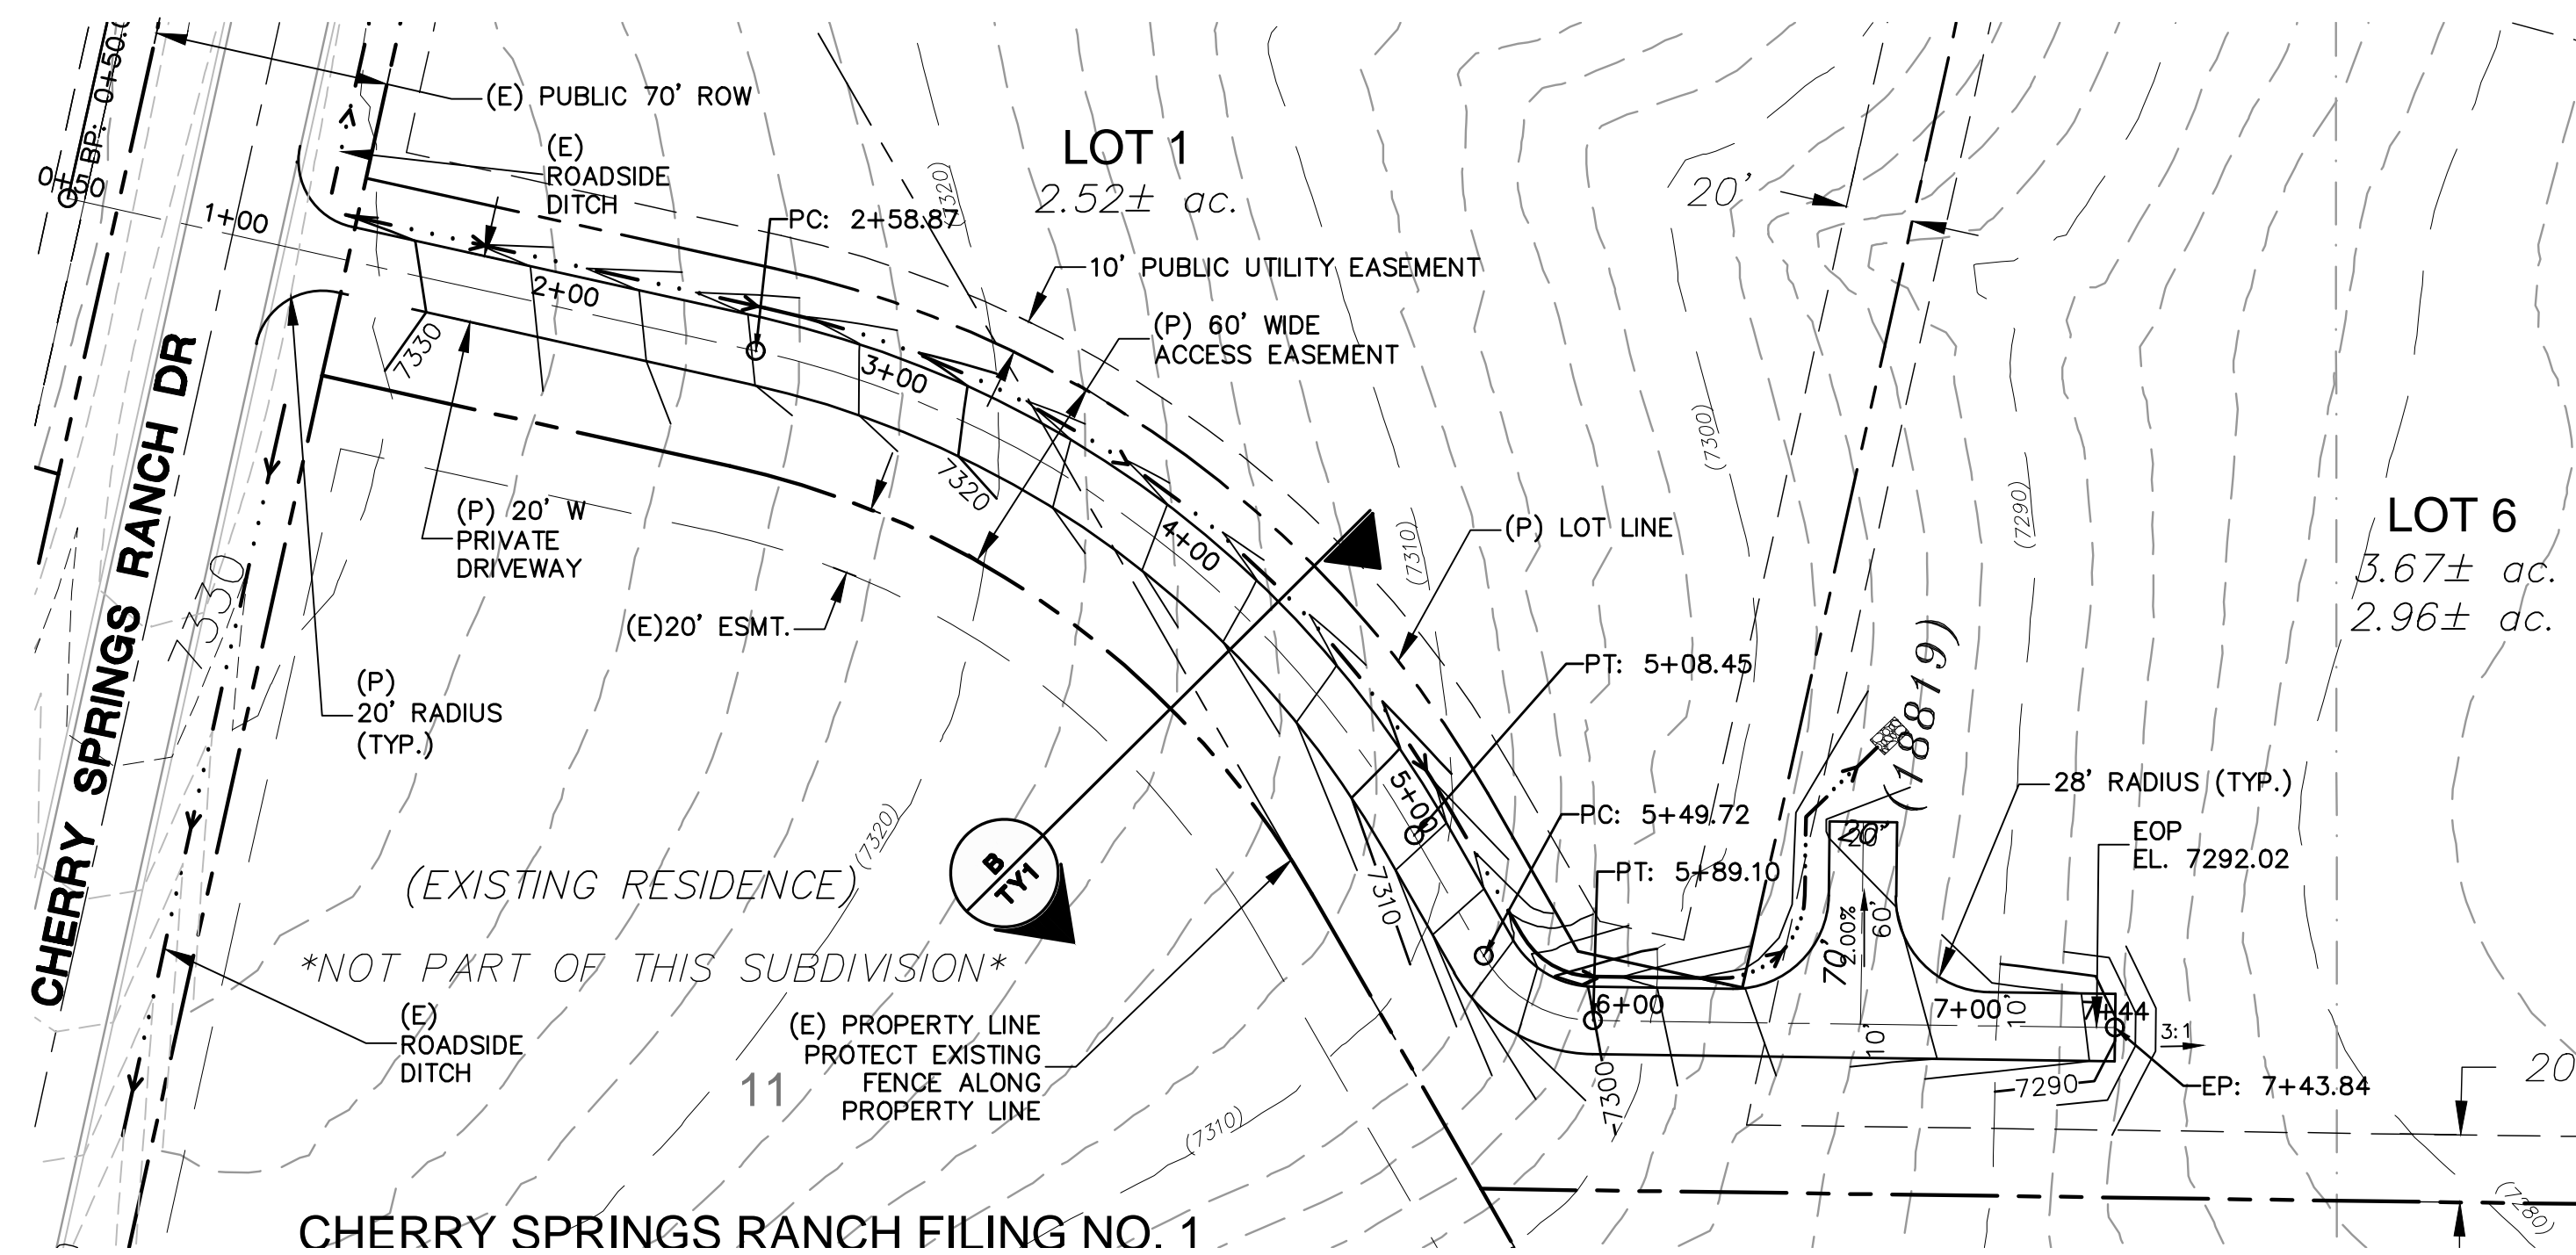 BP: 0+50.
0+50
1+00
(E) PUBLIC 70' ROW
(E)
ROADSIDE
DITCH
PC: 2+58.87
LOT 1
2.52± ac.
(7320)
10' PUBLIC UTILITY EASEMENT
(P) 60' WIDE
ACCESS EASEMENT
20'
2+00
3+00
7330
7320
4+00
(P) 20' W
PRIVATE
DRIVEWAY
CHERRY SPRINGS RANCH DR
7330
(E)20' ESMT.
(7310)
(P) LOT LINE
(7300)
(7290)
LOT 6
3.67± ac.
2.96± ac.
(P)
20' RADIUS
(TYP.)
PT: 5+08.45
5+00
PC: 5+49.72
PT: 5+89.10
(18819)
28' RADIUS (TYP.)
EOP
EL. 7292.02
20'
20'
70'
2.00%
60'
(7320)
B
TY1
(EXISTING RESIDENCE)
*NOT PART OF THIS SUBDIVISION*
7310
6+00
7+00
10'
10'
7+44
3:1
(E)
ROADSIDE
DITCH
11
(E) PROPERTY LINE
PROTECT EXISTING
FENCE ALONG
PROPERTY LINE
7300
7290
EP: 7+43.84
20
(7310)
(7280)
CHERRY SPRINGS RANCH FILING NO. 1